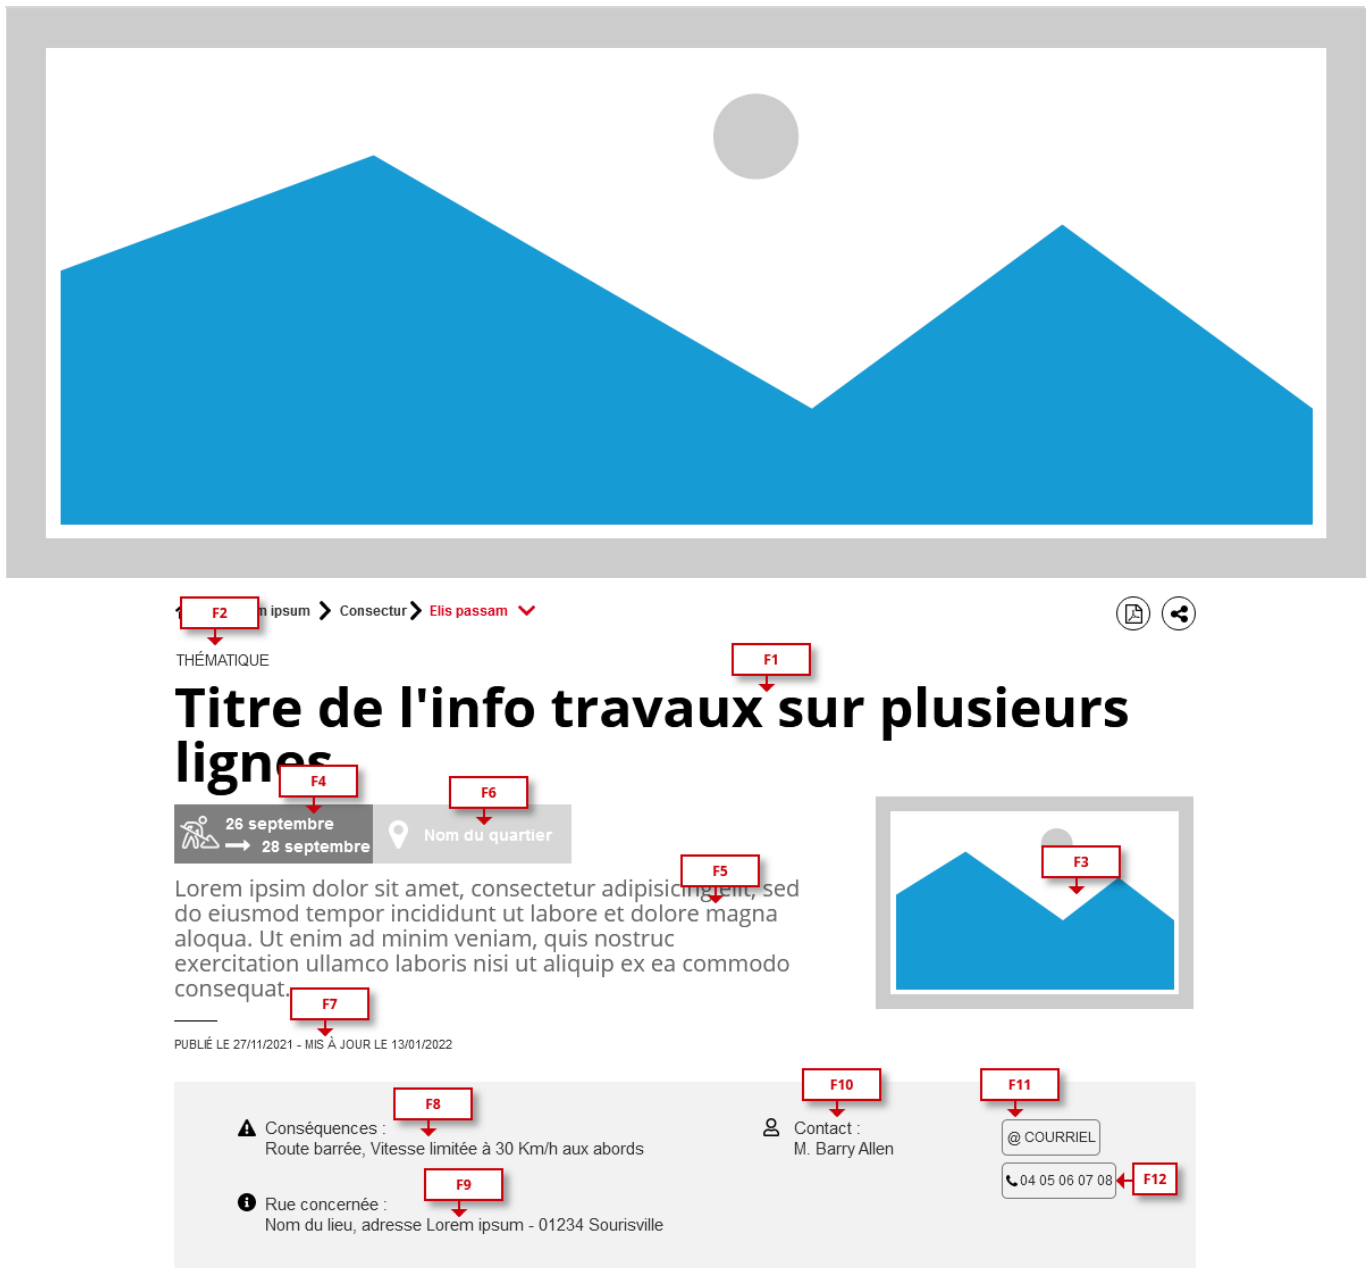 F2
ipsum
Consectur
Elis passam
THÉMATIQUE
F1
Titre de l'info travaux sur plusieurs
lignes
F4
F6
26 septembre
28 septembre
Nom du quartier
F3
F5
Lorem ipsim dolor sit amet, consectetur adipisicing elit, sed
do eiusmod tempor incididunt ut labore et dolore magna
aloqua. Ut enim ad minim veniam, quis nostruc
exercitation ullamco laboris nisi ut aliquip ex ea commodo
consequat.
F7
PUBLIÉ LE 27/11/2021 - MIS À JOUR LE 13/01/2022
F8
F10
F11
Conséquences :
Route barrée, Vitesse limitée à 30 Km/h aux abords
Contact :
M. Barry Allen
@ COURRIEL
04 05 06 07 08
F12
F9
Rue concernée :
Nom du lieu, adresse Lorem ipsum - 01234 Sourisville